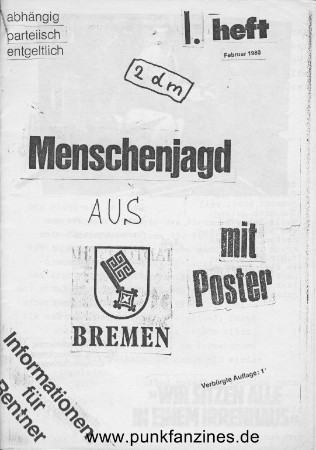 abhängig
parteiisch
entgeltlich
1. heft
Februar 1983
2 dm
Menschenjagd
AUS
BREMEN
mit
Poster
Verbürgte Auflage: 1
Informationen
für
Rentner
www.punkfanzines.de